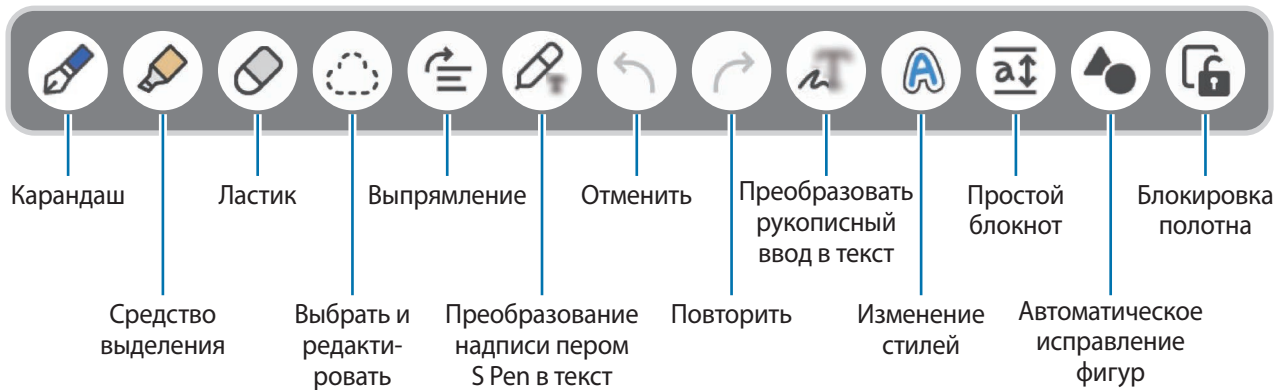 Карандаш
Ластик
Выпрямление
Отменить
Преобразовать
рукописный
ввод в текст
Простой
блокнот
Блокировка
полотна
Средство
выделения
Выбрать и
редакти-
ровать
Преобразование
надписи пером
S Pen в текст
Повторить
Изменение
стилей
Автоматическое
исправление
фигур